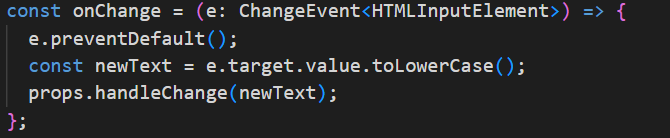 const onChange = (e: ChangeEvent<HTMLInputElement>) => {
  e.preventDefault();
  const newText = e.target.value.toLowerCase();
  props.handleChange(newText);
};